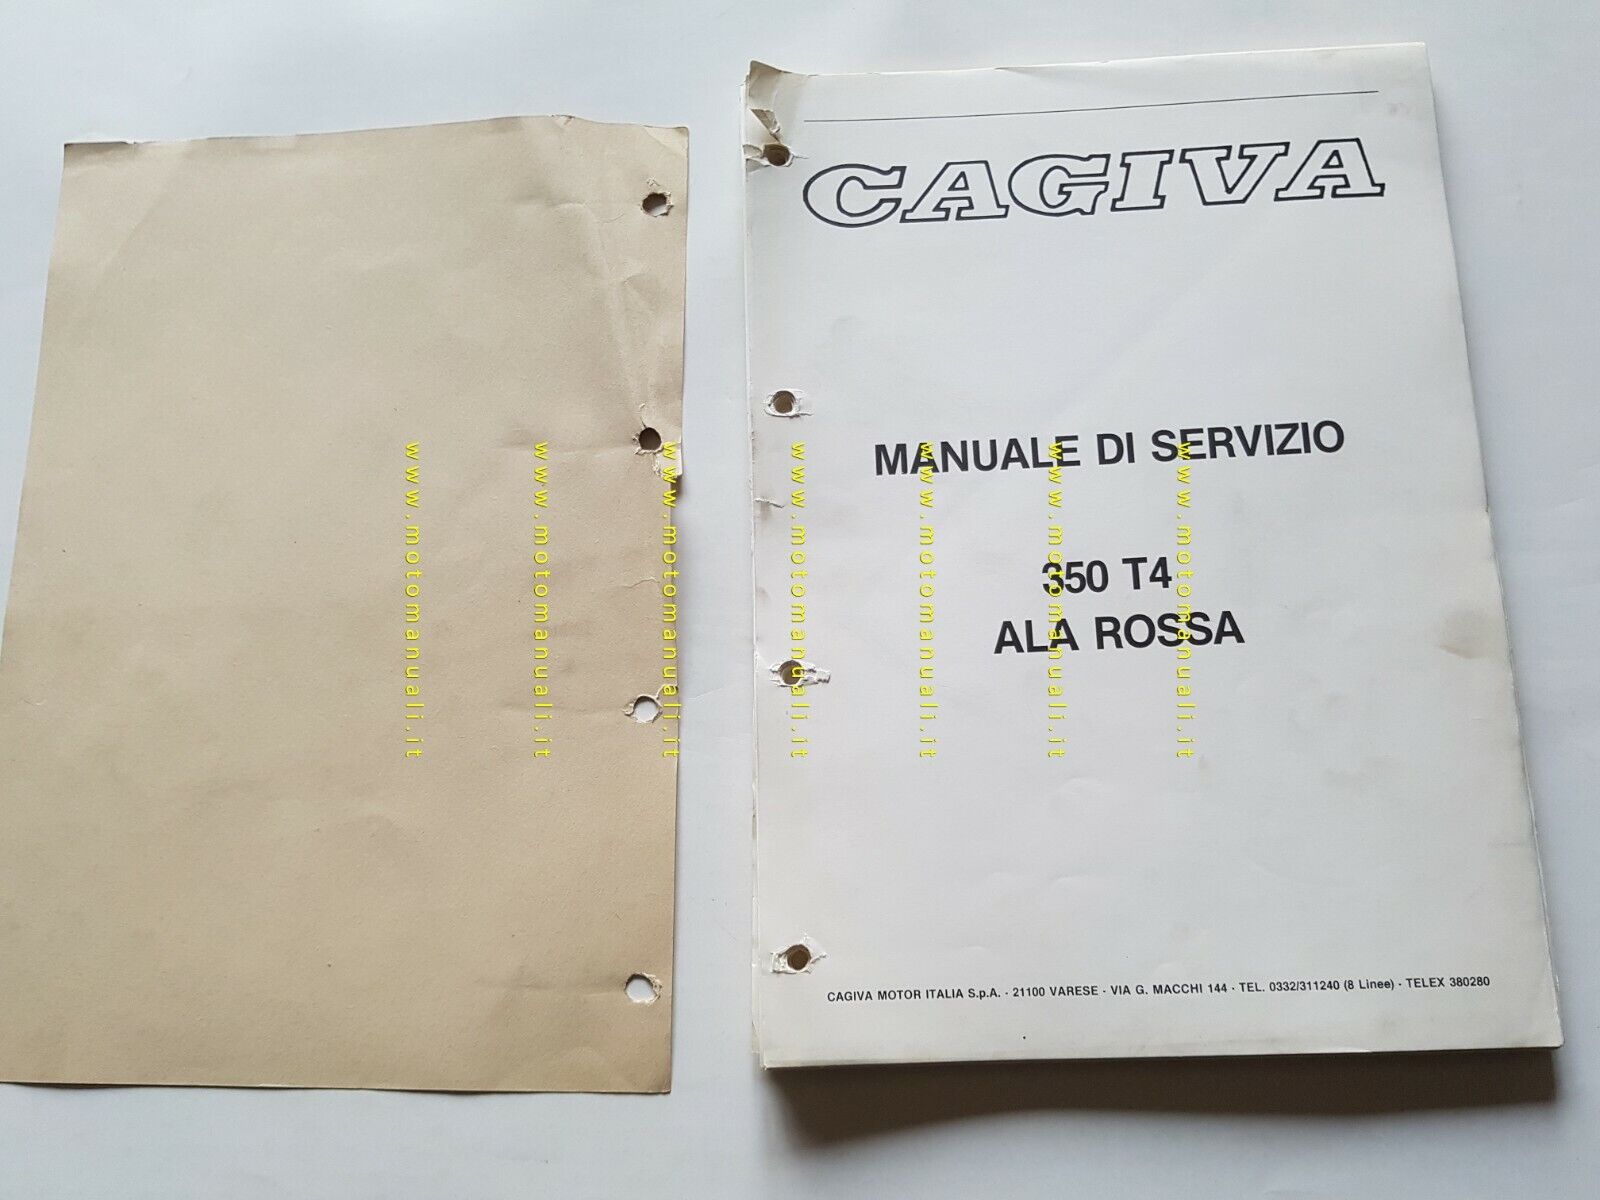 CAGIVA
MANUALE DI SERVIZIO
350 T4
ALA ROSSA
CAGIVA MOTOR ITALIA S.p.A. - 21100 VARESE - VIA G. MACCHI 144 - TEL. 0332/311240 (8 Linee) - TELEX 380280
www.motomanuali.it
www.motomanuali.it
www.motomanuali.it
www.motomanuali.it
www.motomanuali.it
www.motomanuali.it
www.motomanuali.it